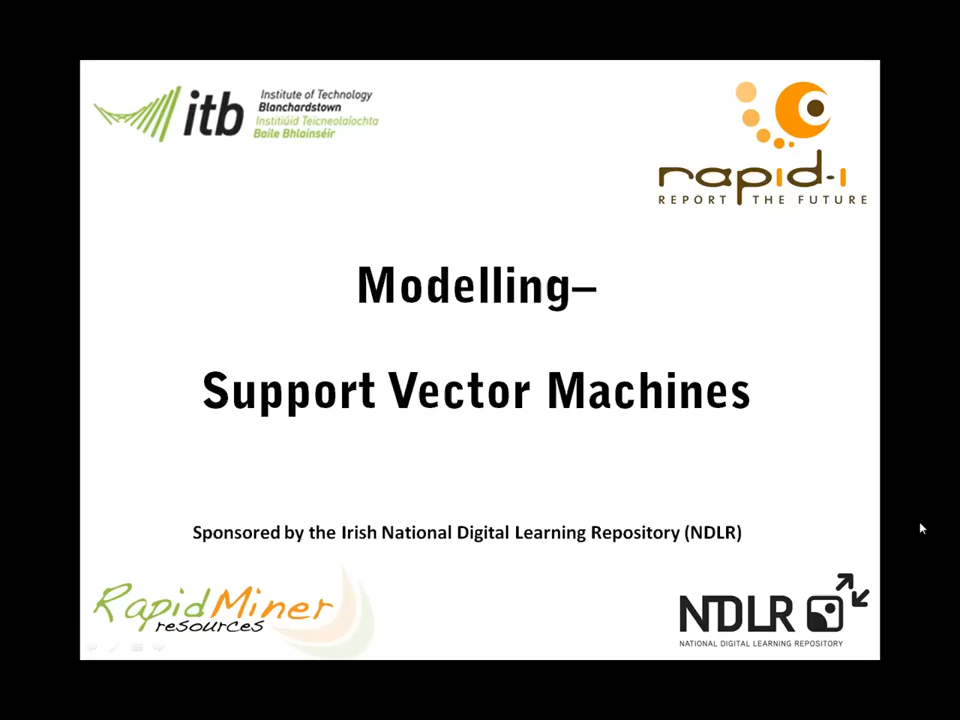 itb
Institute of Technology
Blanchardstown
Institiúid Teicneolaíochta
Baile Bhlainséir
rapid-i
REPORT THE FUTURE
Modelling–
Support Vector Machines
Sponsored by the Irish National Digital Learning Repository (NDLR)
RapidMiner
resources
NDLR
NATIONAL DIGITAL LEARNING REPOSITORY